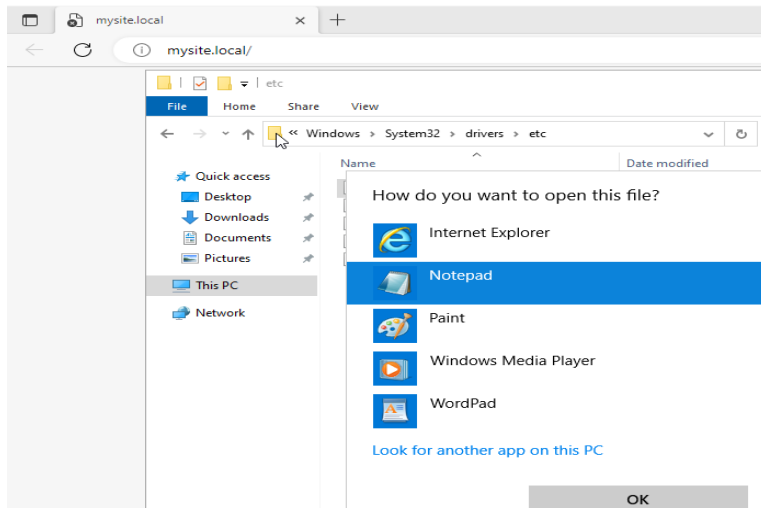 mysite.local
mysite.local/
etc
File Home Share View
« Windows > System32 > drivers > etc
Name Date modified
Quick access
Desktop
Downloads
Documents
Pictures
This PC
Network
How do you want to open this file?
Internet Explorer
Notepad
Paint
Windows Media Player
WordPad
Look for another app on this PC
OK